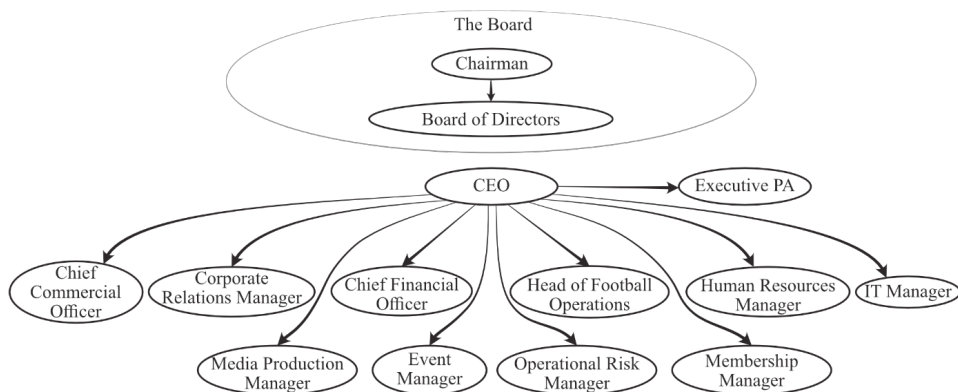 The Board
Chairman
Board of Directors
CEO
Executive PA
Chief
Commercial
Officer
Corporate
Relations Manager
Chief Financial
Officer
Head of Football
Operations
Human Resources
Manager
IT Manager
Media Production
Manager
Event
Manager
Operational Risk
Manager
Membership
Manager